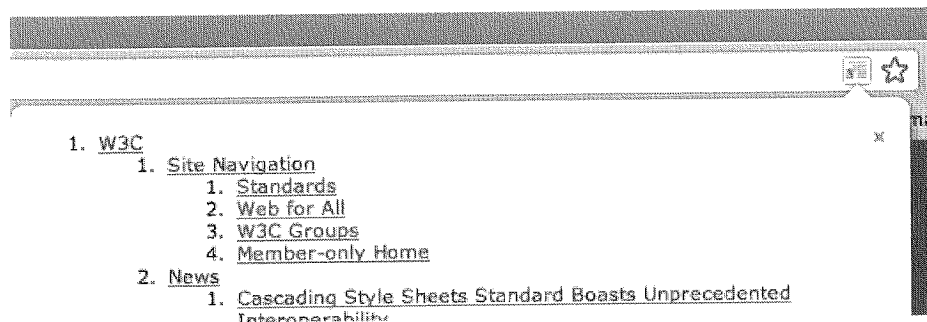 1. W3C
1. Site Navigation
1. Standards
2. Web for All
3. W3C Groups
4. Member-only Home
2. News
1. Cascading Style Sheets Standard Boasts Unprecedented
Interoperability